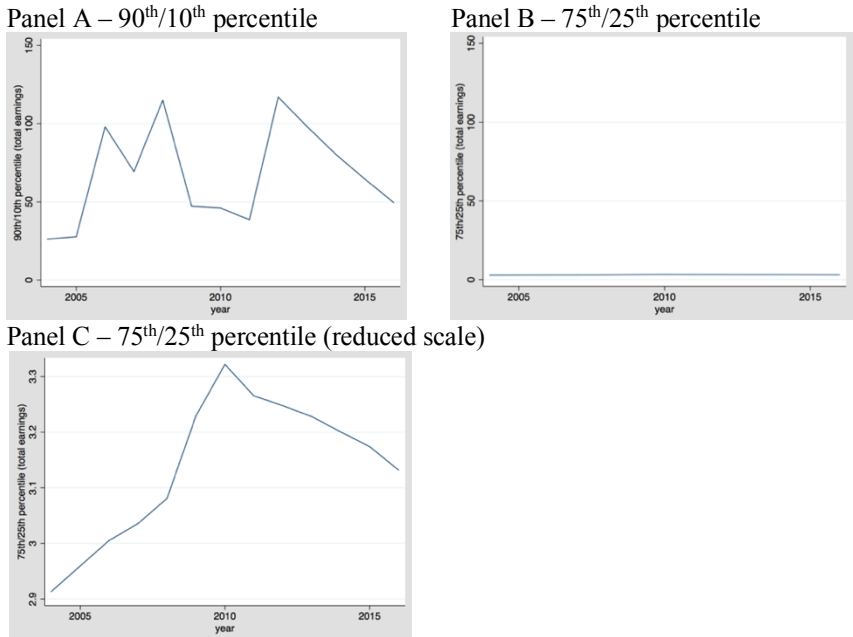 Panel A – 90th/10th percentile
150
100
50
0
90th/10th percentile (total earnings)
2005
2010
2015
year
Panel B – 75th/25th percentile
150
100
50
0
75th/25th percentile (total earnings)
2005
2010
2015
year
Panel C – 75th/25th percentile (reduced scale)
3.3
3.2
3.1
3
2.9
75th/25th percentile (total earnings)
2005
2010
2015
year